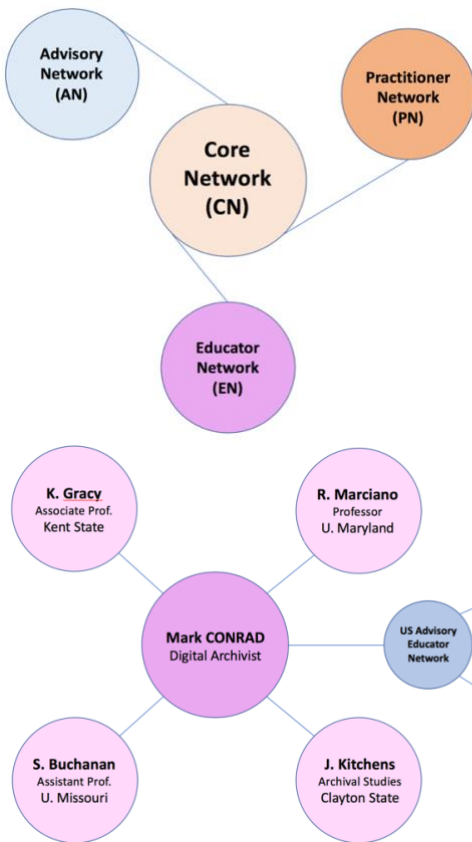 Advisory
Network
(AN)
Practitioner
Network
(PN)
Core
Network
(CN)
Educator
Network
(EN)
K. Gracy
Associate Prof.
Kent State
R. Marciano
Professor
U. Maryland
Mark CONRAD
Digital Archivist
US Advisory
Educator
Network
S. Buchanan
Assistant Prof.
U. Missouri
J. Kitchens
Archival Studies
Clayton State